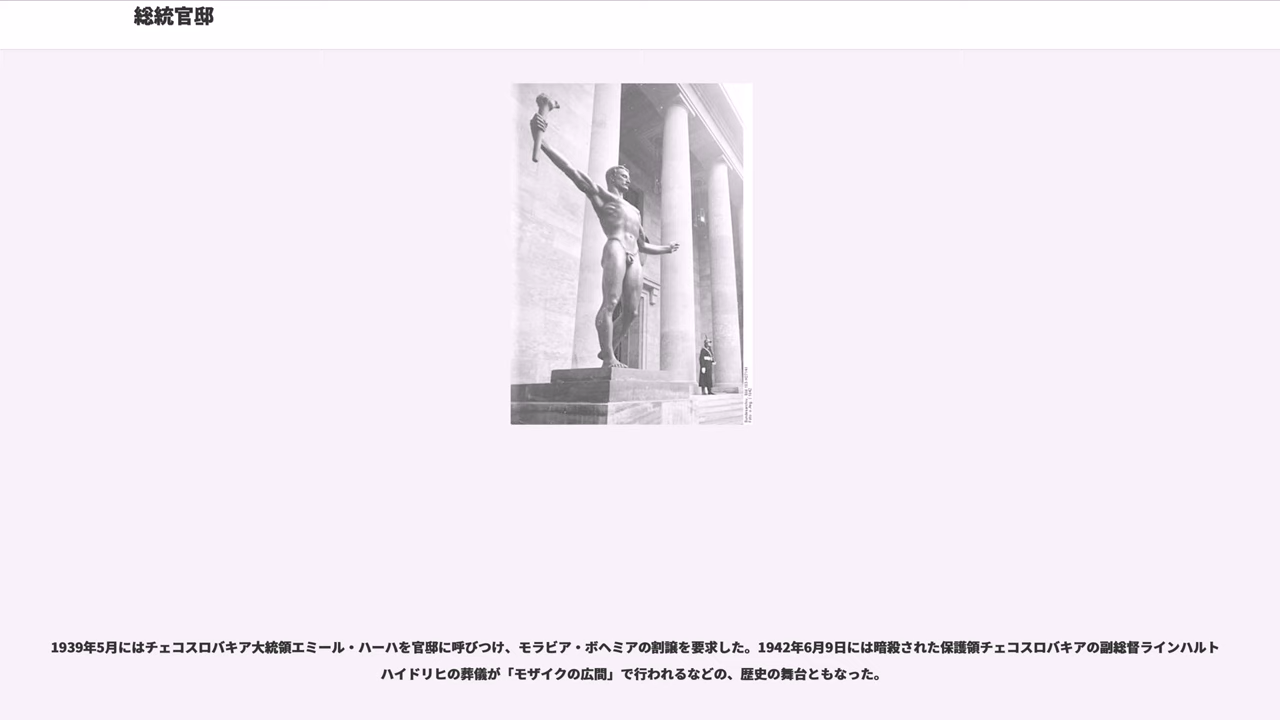 総統官邸
1939年5月にはチェコスロバキア大統領エミール・ハーハを官邸に呼びつけ、モラビア・ボヘミアの割譲を要求した。1942年6月9日には暗殺された保護領チェコスロバキアの副総督ラインハルト
ハイドリヒの葬儀が「モザイクの広間」で行われるなどの、歴史の舞台ともなった。